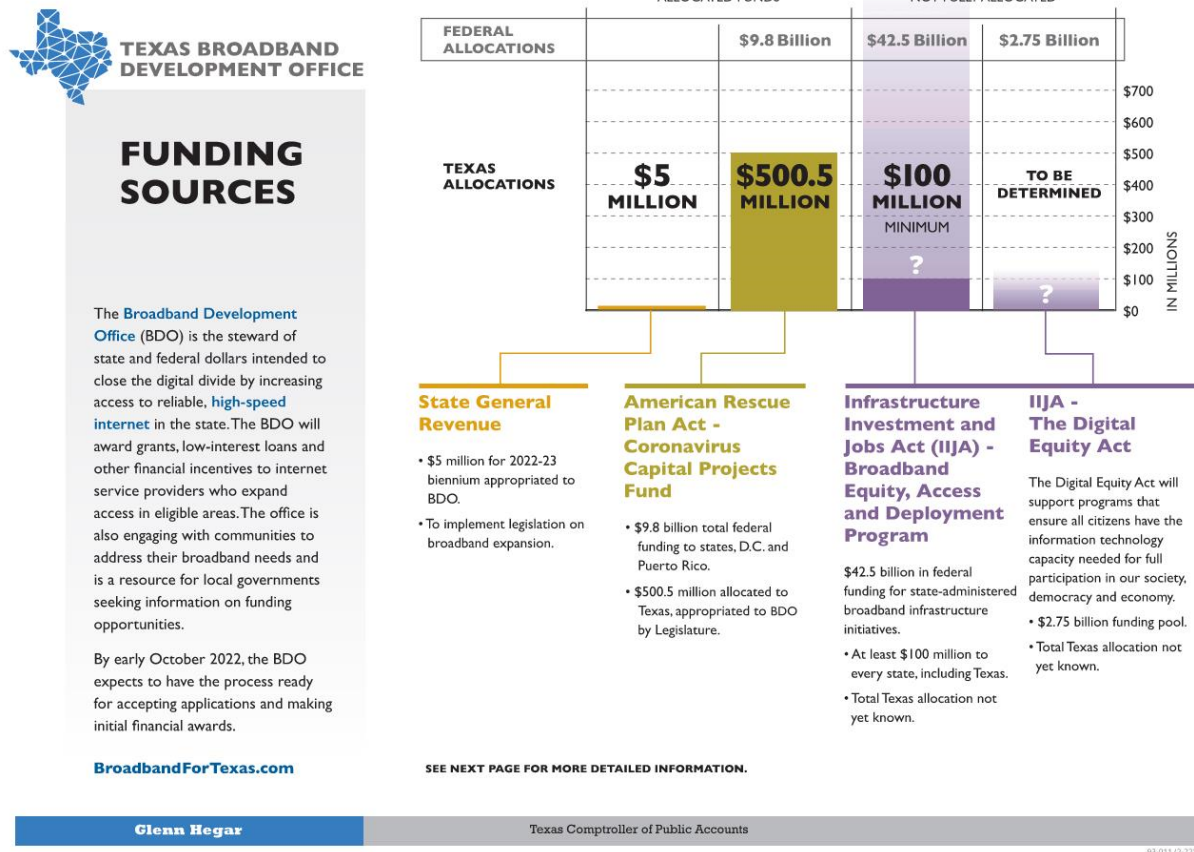 TEXAS BROADBAND
DEVELOPMENT OFFICE
FUNDING
SOURCES
The Broadband Development
Office (BDO) is the steward of
state and federal dollars intended to
close the digital divide by increasing
access to reliable, high-speed
internet in the state. The BDO will
award grants, low-interest loans and
other financial incentives to internet
service providers who expand
access in eligible areas. The office is
also engaging with communities to
address their broadband needs and
is a resource for local governments
seeking information on funding
opportunities.
By early October 2022, the BDO
expects to have the process ready
for accepting applications and making
initial financial awards.
BroadbandForTexas.com
FEDERAL
ALLOCATIONS
$9.8 Billion
$42.5 Billion
$2.75 Billion
TEXAS
ALLOCATIONS
$5
MILLION
$500.5
MILLION
$100
MILLION
MINIMUM
?
TO BE
DETERMINED
?
$700
$600
$500
$400
$300
$200
$100
$0
IN MILLIONS
State General
Revenue
• $5 million for 2022-23
biennium appropriated to
BDO.
• To implement legislation on
broadband expansion.
American Rescue
Plan Act -
Coronavirus
Capital Projects
Fund
• $9.8 billion total federal
funding to states, D.C. and
Puerto Rico.
• $500.5 million allocated to
Texas, appropriated to BDO
by Legislature.
Infrastructure
Investment and
Jobs Act (IIJA) -
Broadband
Equity, Access
and Deployment
Program
$42.5 billion in federal
funding for state-administered
broadband infrastructure
initiatives.
• At least $100 million to
every state, including Texas.
• Total Texas allocation not
yet known.
IIJA -
The Digital
Equity Act
The Digital Equity Act will
support programs that
ensure all citizens have the
information technology
capacity needed for full
participation in our society,
democracy and economy.
• $2.75 billion funding pool.
• Total Texas allocation not
yet known.
SEE NEXT PAGE FOR MORE DETAILED INFORMATION.
Glenn Hegar
Texas Comptroller of Public Accounts